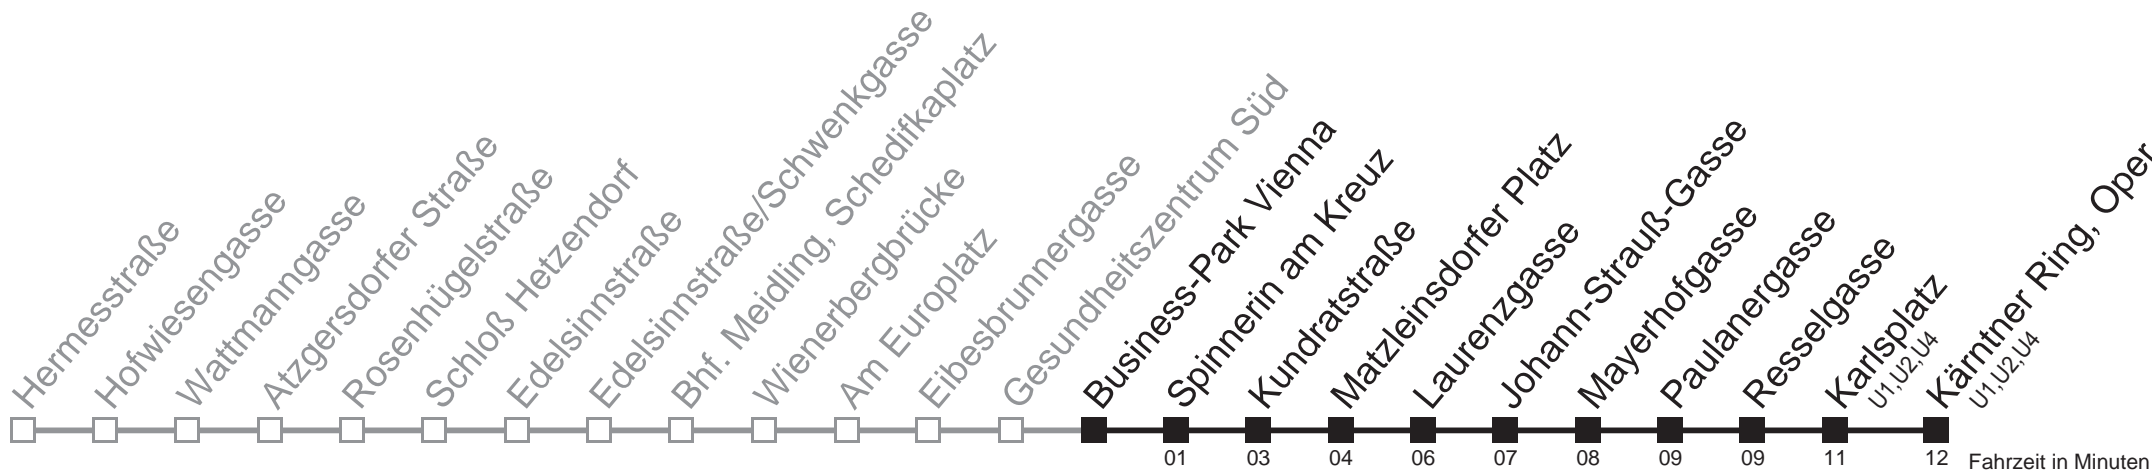 Hermesstraße
Hofwiesengasse
Wattmanngasse
Atzgersdorfer Straße
Rosenhügelstraße
Schloß Hetzendorf
Edelsinnstraße
Edelsinnstraße/Schwenkgasse
Bhf. Meidling, Schedifkaplatz
Wienerbergbrücke
Am Europlatz
Eibesbrunnergasse
Gesundheitszentrum Süd
Business-Park Vienna
Spinnerin am Kreuz
Kundratstraße
Matzleinsdorfer Platz
Laurenzgasse
Johann-Strauß-Gasse
Mayerhofgasse
Paulanergasse
Resselgasse
Karlsplatz
U1,U2,U4
Kärntner Ring, Oper
U1,U2,U4
01 03 04 06 07 08 09 09 11 12 Fahrzeit in Minuten